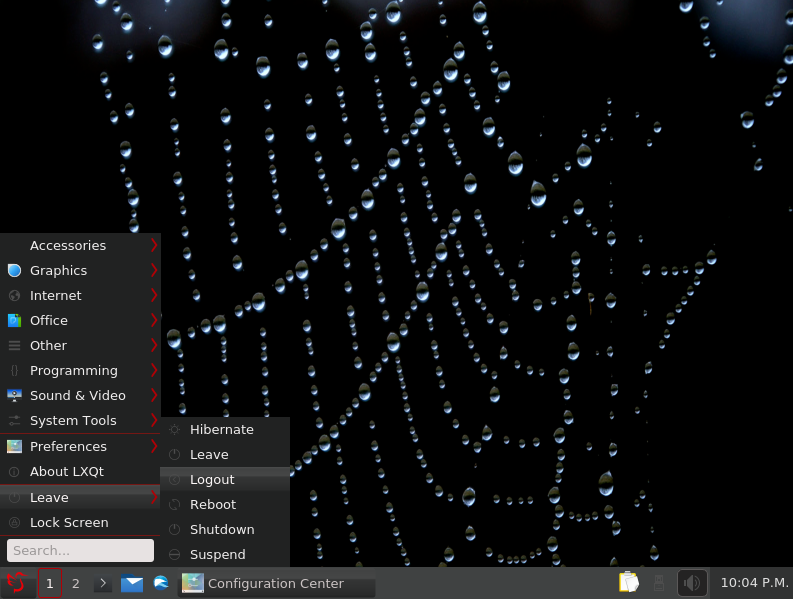 Accessories
Graphics
Internet
Office
Other
Programming
Sound & Video
System Tools
Preferences
About LXQt
Leave
Lock Screen
Search...
Hibernate
Leave
Logout
Reboot
Shutdown
Suspend
1 2 Configuration Center 10:04 P.M.